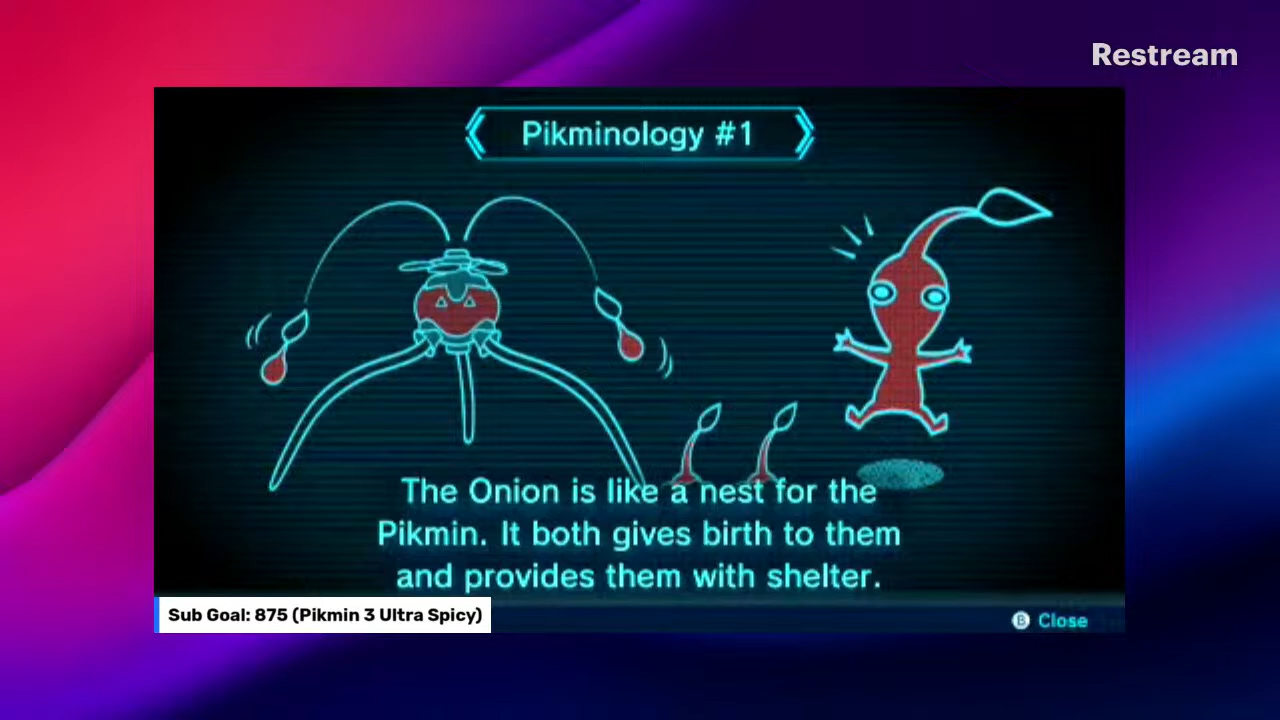 Restream
Pikminology #1
The Onion is like a nest for the
Pikmin. It both gives birth to them
and provides them with shelter.
Sub Goal: 875 (Pikmin 3 Ultra Spicy)
B Close